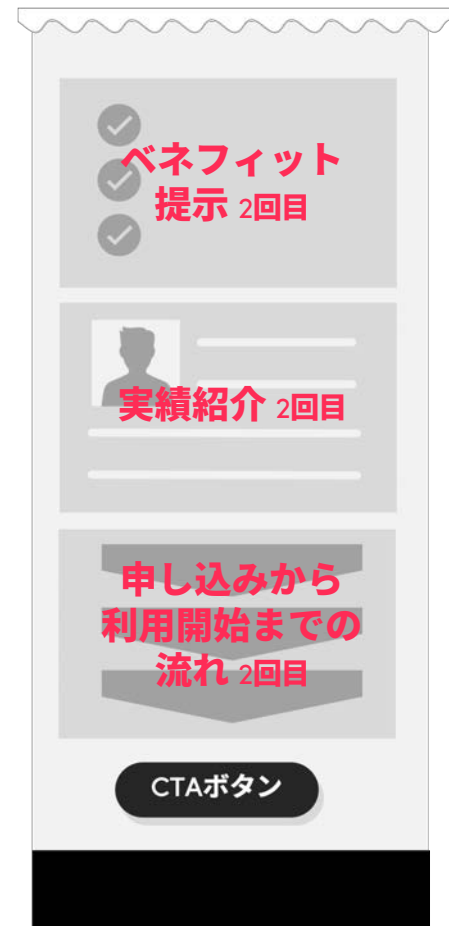 ベネフィット
提示 2回目
実績紹介 2回目
申し込みから
利用開始までの
流れ 2回目
CTAボタン